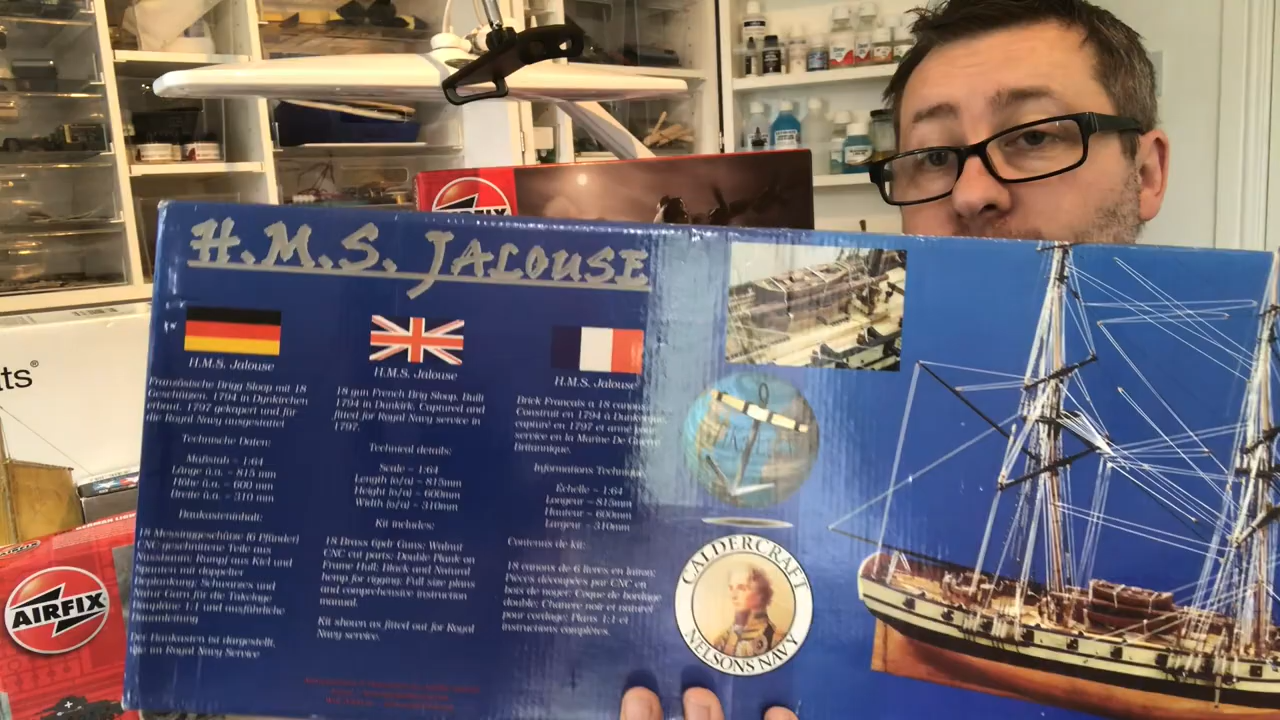 H.M.S. JALOUSE
H.M.S. Jalouse
Französische Brigg Sloop mit 18
Geschützen. 1794 in Dynkirchen
erbaut. 1797 gekapert und für
die Royal Navy ausgestattet
Technische Daten:
Maßstab = 1:64
Länge ü.a. = 815 mm
Höhe ü.a. = 600 mm
Breite ü.a. = 310 mm
Baukasteninhalt:
18 Messinggeschütze (6 Pfünder)
CNC geschnittene Teile aus
Nussbaum: Rumpf aus Kiel und
Spanten mit doppelter
Beplankung: Schwarzes und
Natur Garn für die Takelage
Baupläne 1:1 und ausführliche
Bauanleitung
Der Baukasten ist dargestellt,
wie im Royal Navy Service
H.M.S. Jalouse
18 gun French Brig Sloop. Built
1794 in Dunkirk. Captured and
fitted for Royal Navy service in
1797.
Technical details:
Scale = 1:64
Length (o/a) = 815mm
Height (o/a) = 600mm
Width (o/a) = 310mm
Kit includes:
18 Brass 6pdr Guns: Walnut
CNC cut parts: Double Plank on
Frame Hull: Black and Natural
hemp for rigging: Full size plans
and comprehensive instruction
manual.
Kit shown as fitted out for Royal
Navy service.
H.M.S. Jalouse
Brick Français a 18 canons
Construit en 1794 à Dunkerque,
capturé en 1797 et armé pour
service en la Marine De Guerre
Britannique.
Informations Technique
Echelle = 1:64
Longeur = 815mm
Hauteur = 600mm
Largeur = 310mm
Contenus de kit:
18 canons de 6 livres en laiton:
Pièces découpées par CNC en
bois de noyer: Coque de bordage
double: Chanvre noir et naturel
pour cordage: Plans 1:1 et
instructions complètes.
CALDERCRAFT
NELSONS NAVY
AIRFIX
ts®